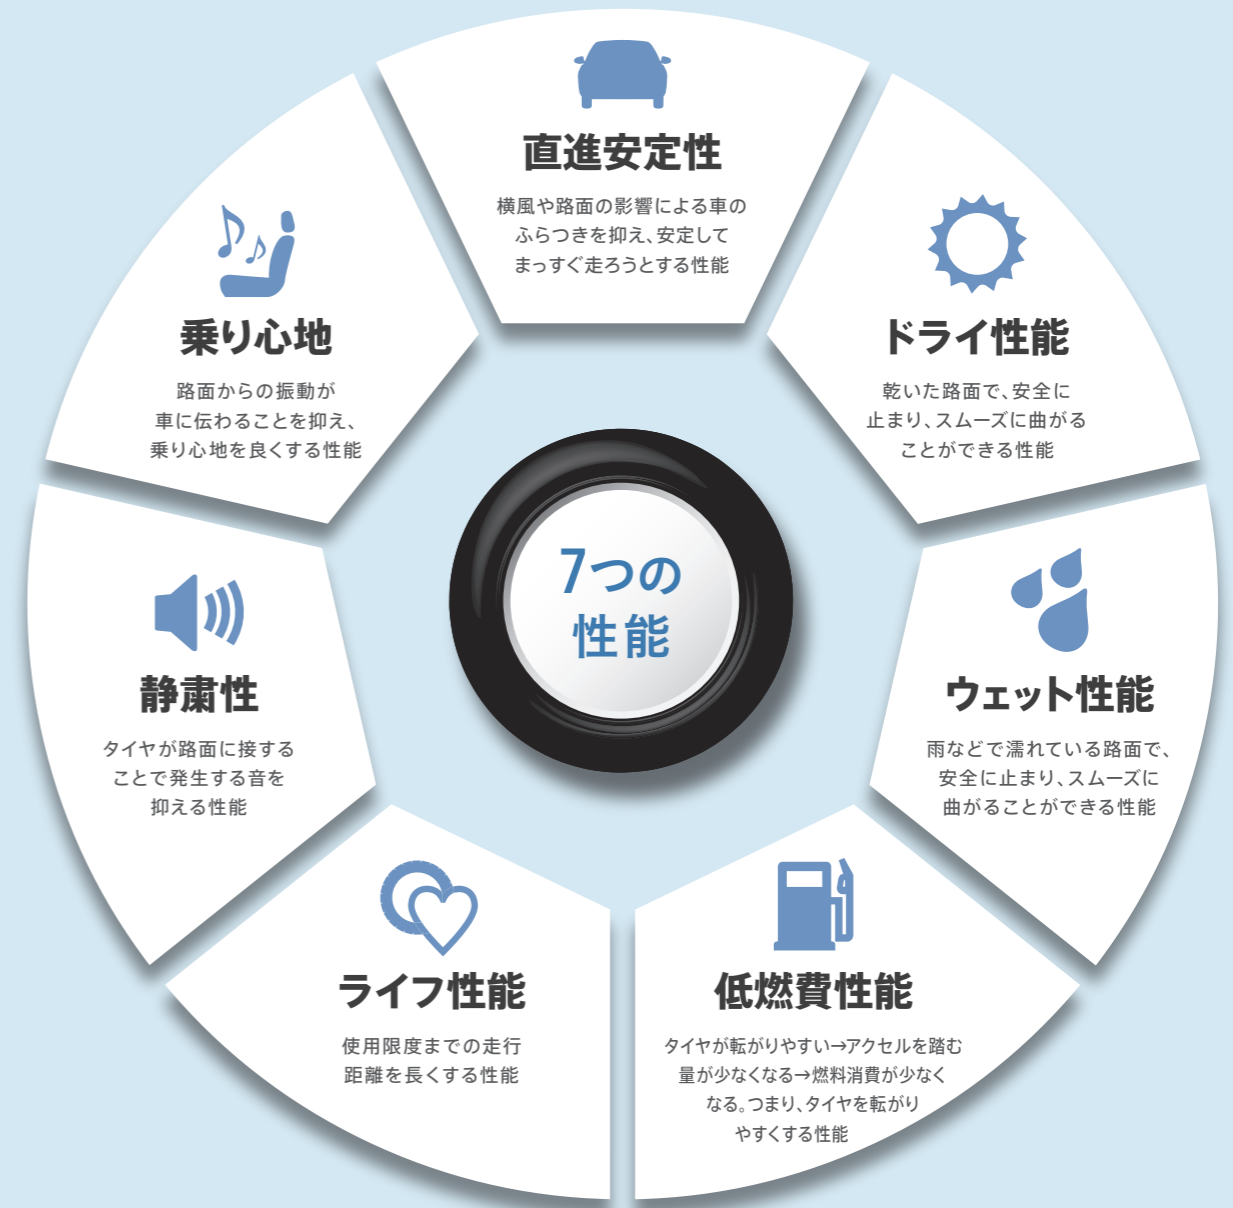 7つの
性能
直進安定性
横風や路面の影響による車の
ふらつきを抑え、安定して
まっすぐ走ろうとする性能
ドライ性能
乾いた路面で、安全に
止まり、スムーズに曲がる
ことができる性能
ウェット性能
雨などで濡れている路面で、
安全に止まり、スムーズに
曲がることができる性能
低燃費性能
タイヤが転がりやすい→アクセルを踏む
量が少なくなる→燃料消費が少なく
なる。つまり、タイヤを転がり
やすくする性能
ライフ性能
使用限度までの走行
距離を長くする性能
静粛性
タイヤが路面に接する
ことで発生する音を
抑える性能
乗り心地
路面からの振動が
車に伝わることを抑え、
乗り心地を良くする性能